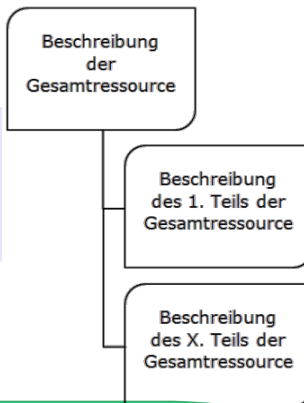 Beschreibung
der
Gesamtressource
Beschreibung
des 1. Teils der
Gesamtressource
Beschreibung
des X. Teils der
Gesamtressource